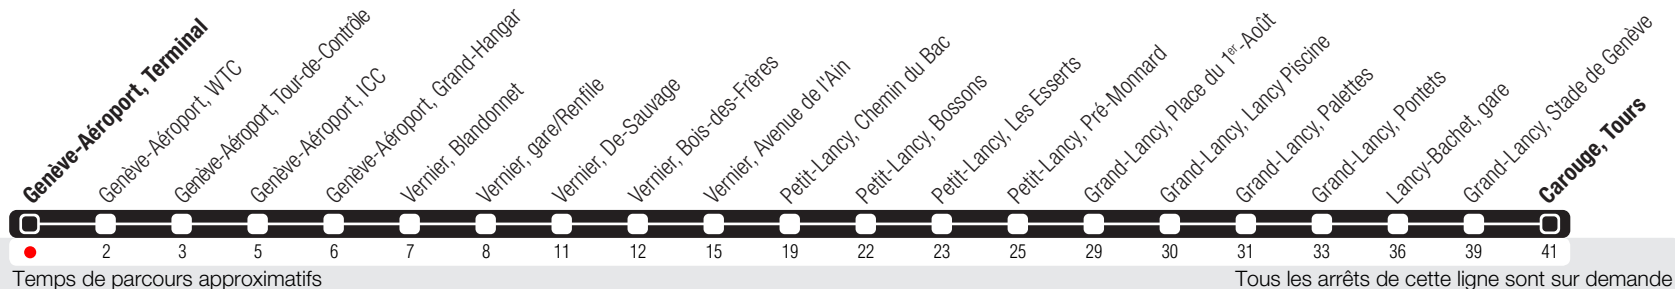 Genève-Aéroport, Terminal
Genève-Aéroport, WTC
Genève-Aéroport, Tour-de-Contrôle
Genève-Aéroport, ICC
Genève-Aéroport, Grand-Hangar
Vernier, Blandonnet
Vernier, gare/Renfile
Vernier, De-Sauvage
Vernier, Bois-des-Frères
Vernier, Avenue de l'Ain
Petit-Lancy, Chemin du Bac
Petit-Lancy, Bossons
Petit-Lancy, Les Esserts
Petit-Lancy, Pré-Monnard
Grand-Lancy, Place du 1er-Août
Grand-Lancy, Lancy Piscine
Grand-Lancy, Palettes
Grand-Lancy, Pontets
Lancy-Bachet, gare
Grand-Lancy, Stade de Genève
Carouge, Tours
2 3 5 6 7 8 11 12 15 19 22 23 25 29 30 31 33 36 39 41
Temps de parcours approximatifs
Tous les arrêts de cette ligne sont sur demande